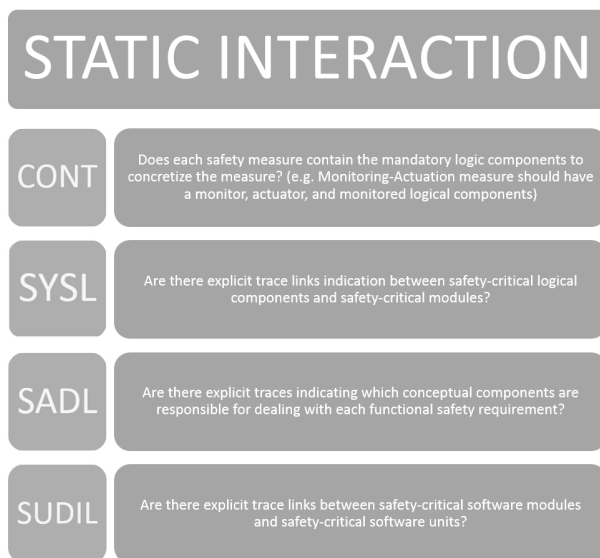 STATIC INTERACTION
CONT
Does each safety measure contain the mandatory logic components to
concretize the measure? (e.g. Monitoring-Actuation measure should have
a monitor, actuator, and monitored logical components)
SYSL
Are there explicit trace links indication between safety-critical logical
components and safety-critical modules?
SADL
Are there explicit traces indicating which conceptual components are
responsible for dealing with each functional safety requirement?
SUDIL
Are there explicit trace links between safety-critical software modules
and safety-critical software units?